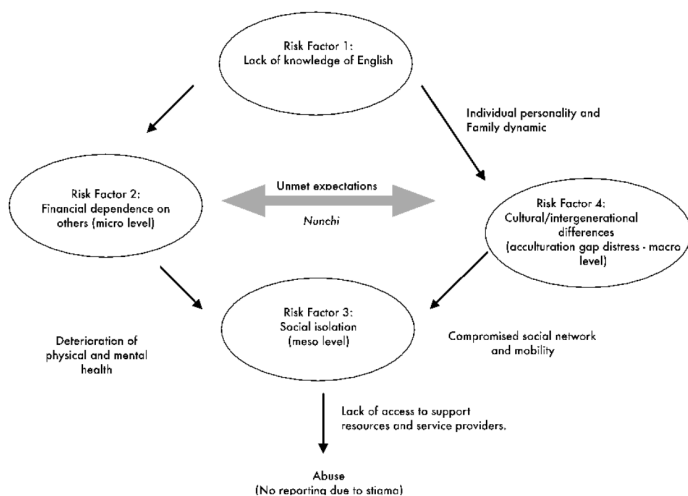 Risk Factor 1:
Lack of knowledge of English
Individual personality and
Family dynamic
Risk Factor 2:
Financial dependence on
others (micro level)
Unmet expectations
Nunchi
Risk Factor 4:
Cultural/intergenerational
differences
(acculturation gap distress - macro
level)
Risk Factor 3:
Social isolation
(meso level)
Deterioration of
physical and mental
health
Compromised social network
and mobility
Lack of access to support
resources and service providers.
Abuse
(No reporting due to stigma)